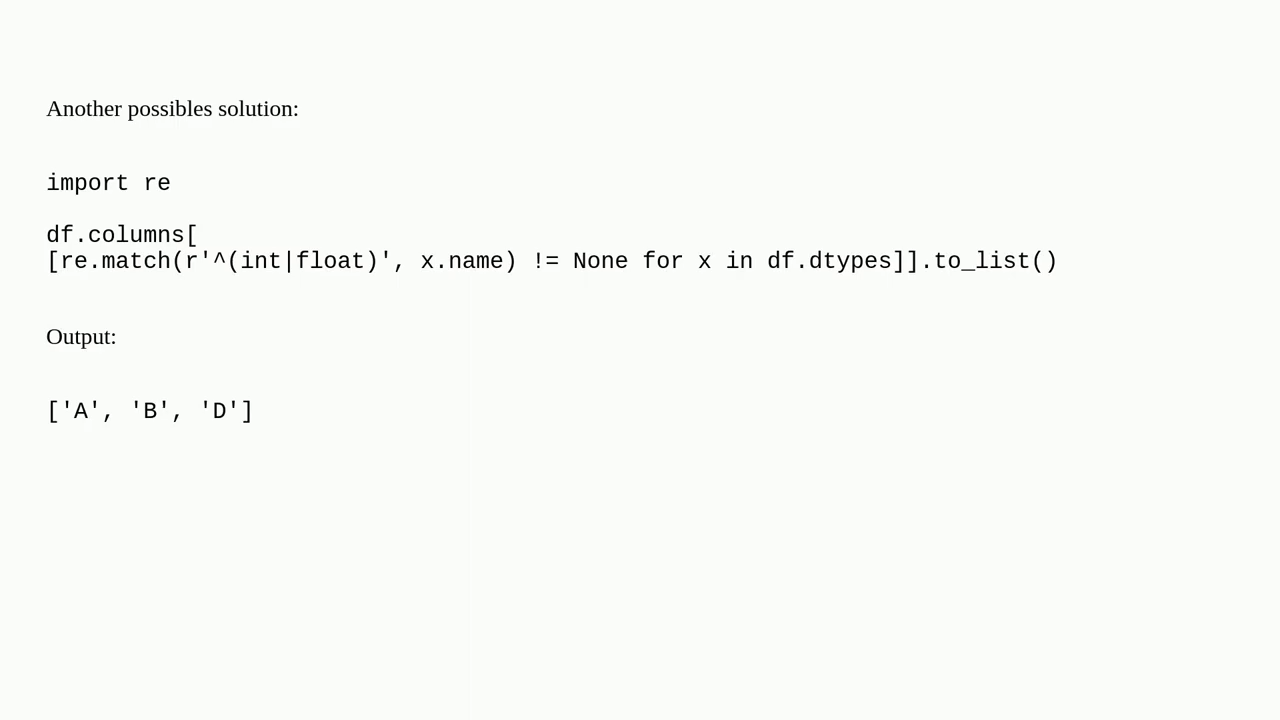 Another possibles solution:
import re
df.columns[
[re.match(r'^(int|float)', x.name) != None for x in df.dtypes]].to_list()
Output:
['A', 'B', 'D']